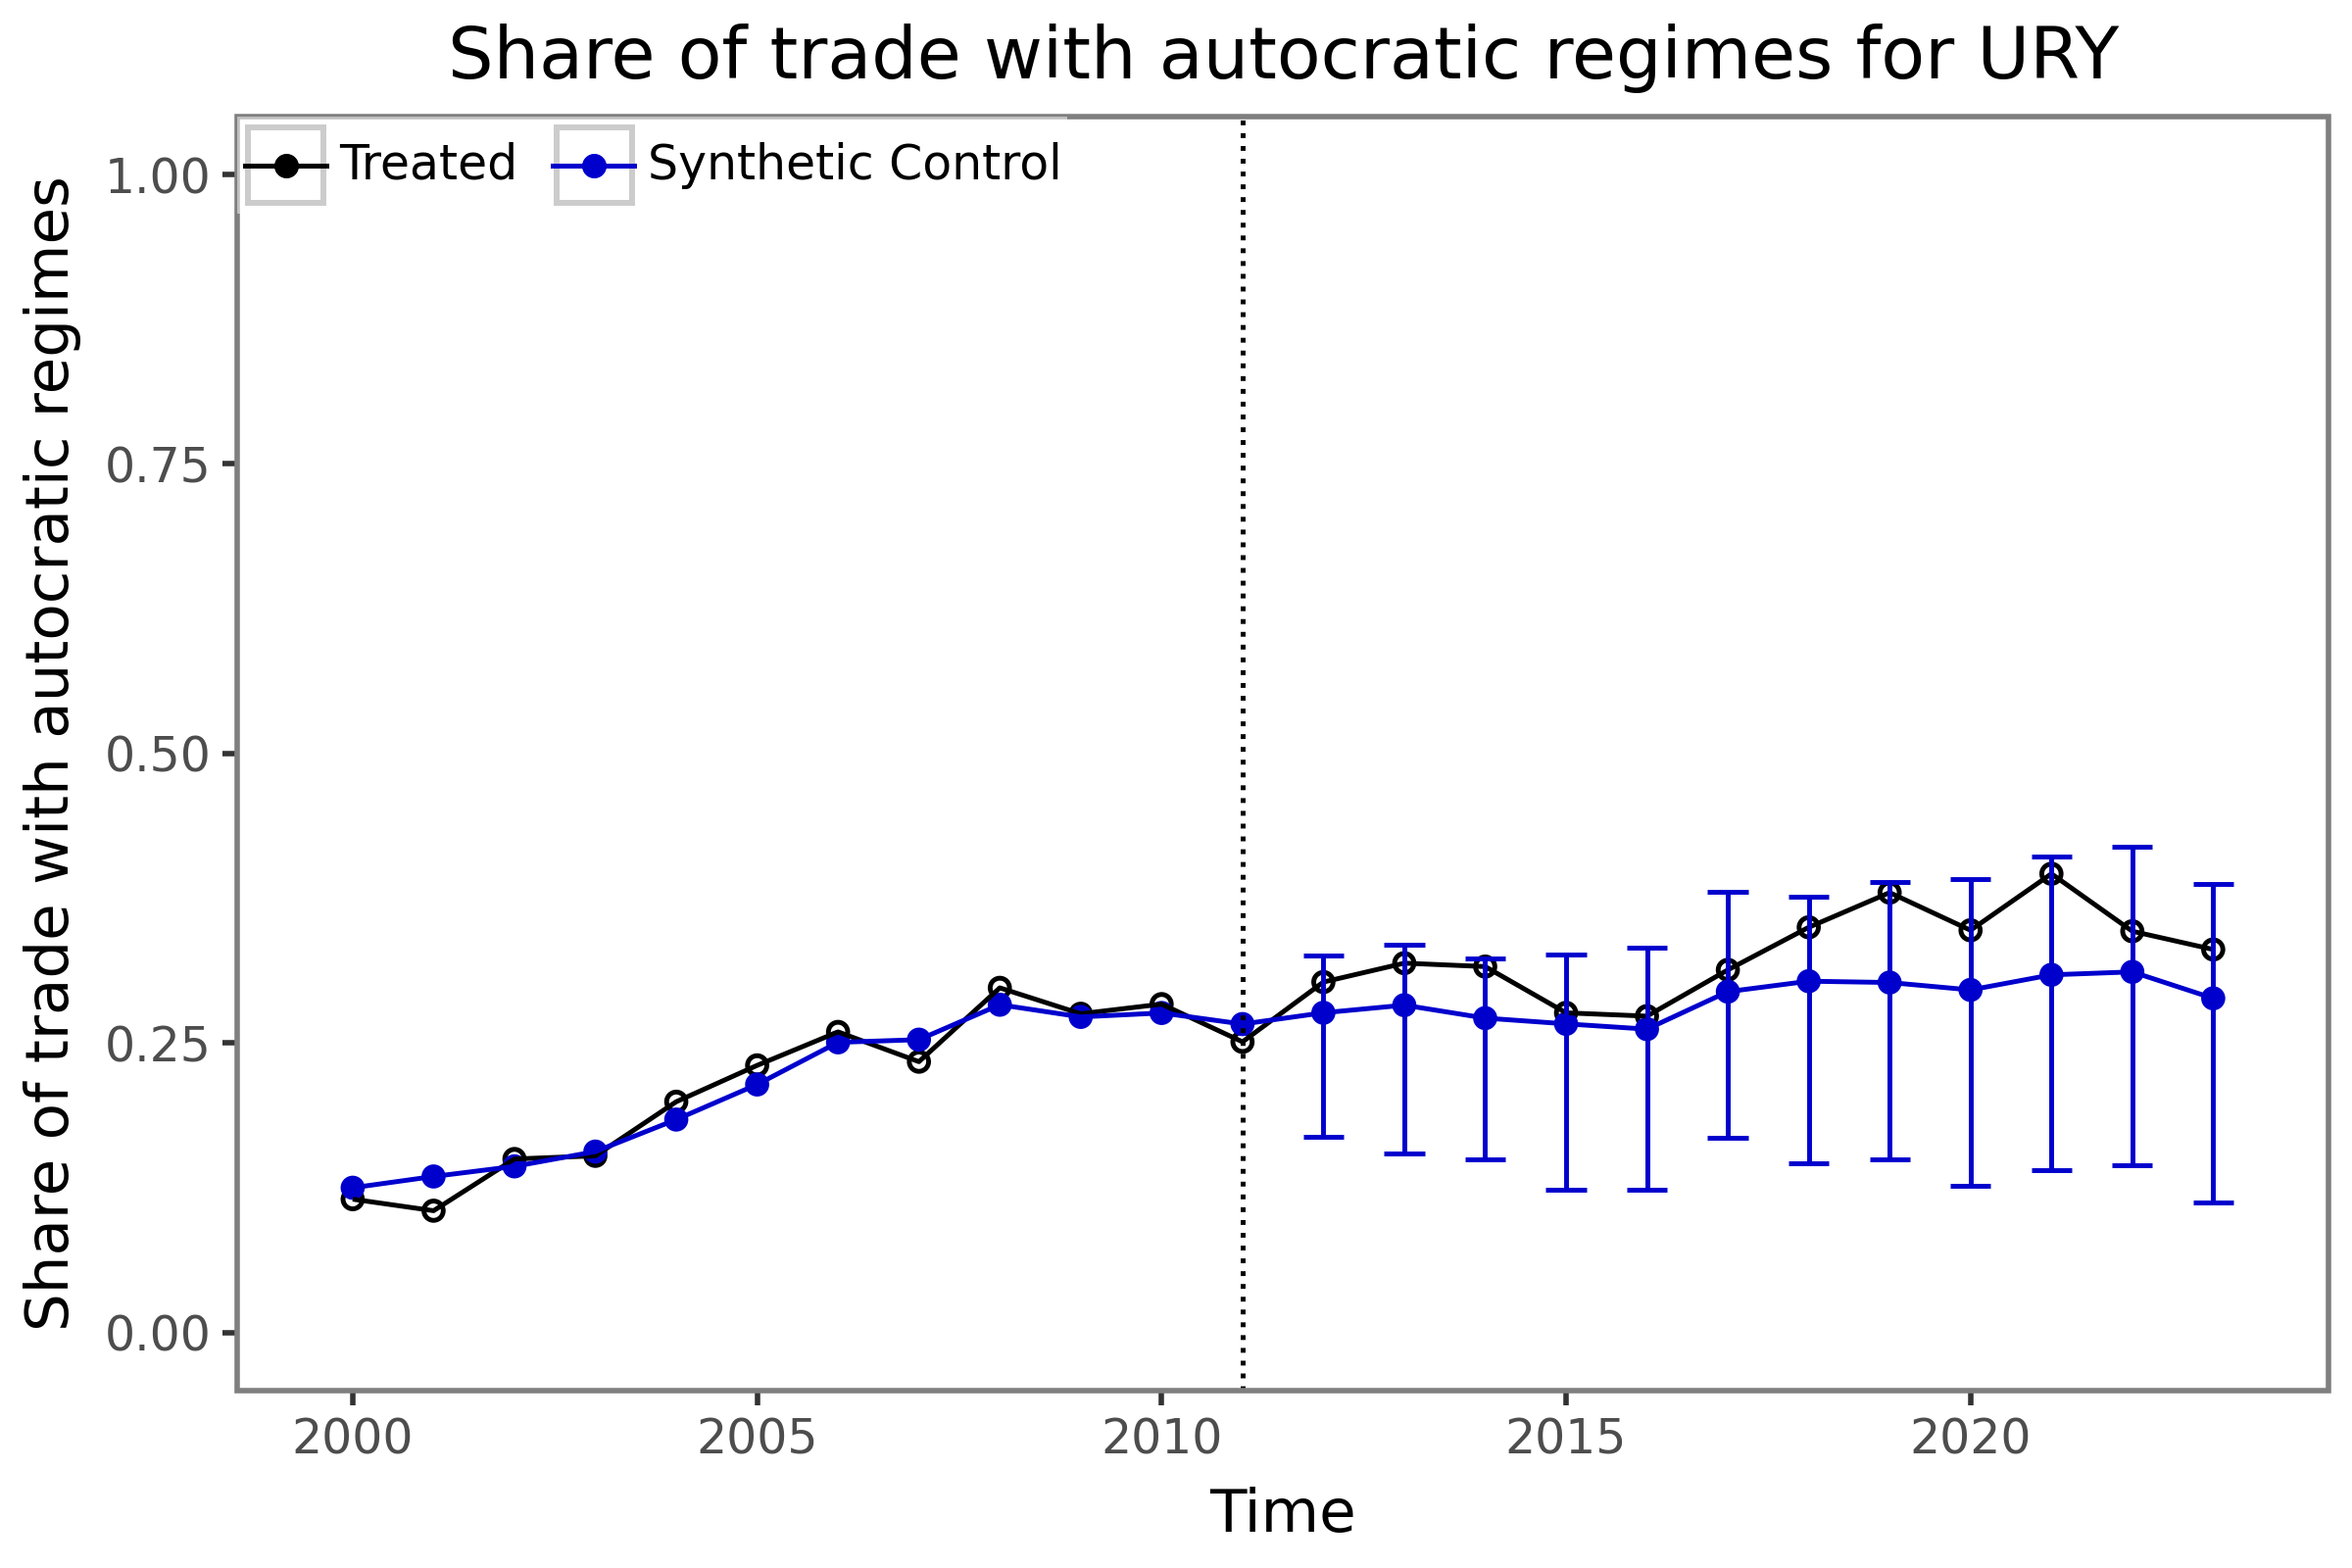 Share of trade with autocratic regimes for URY
Treated Synthetic Control
Share of trade with autocratic regimes
1.00
0.75
0.50
0.25
0.00
2000 2005 2010 2015 2020
Time